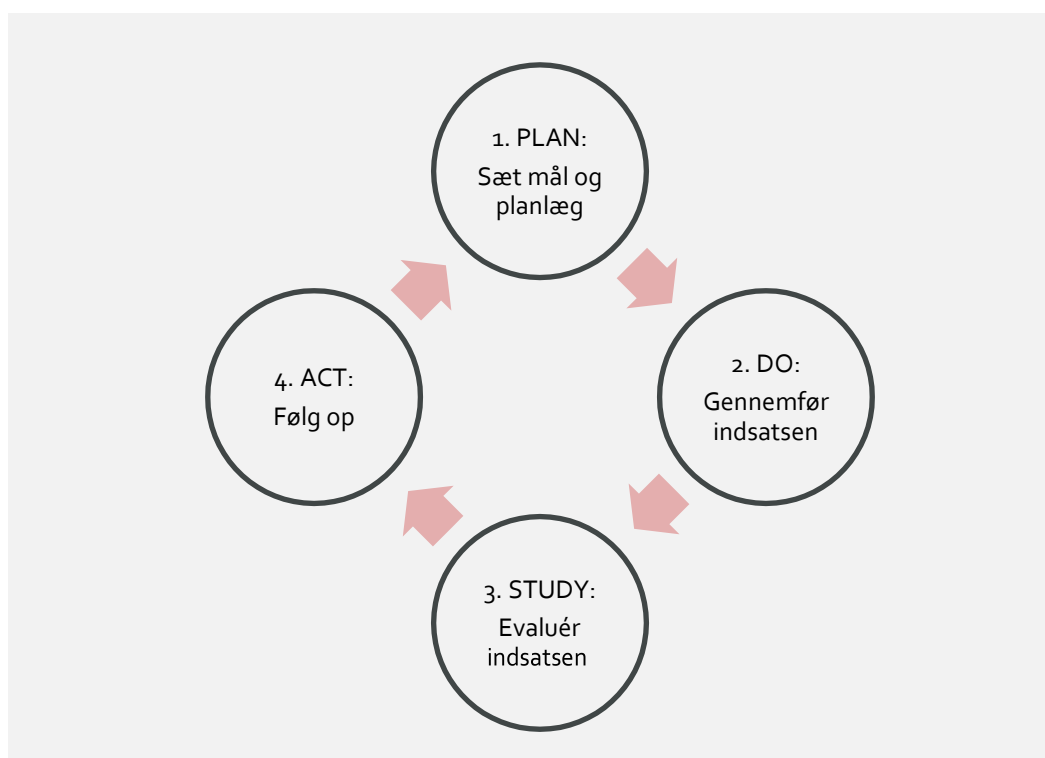 1. PLAN:
Sæt mål og
planlæg
2. DO:
Gennemfør
indsatsen
3. STUDY:
Evaluér
indsatsen
4. ACT:
Følg op